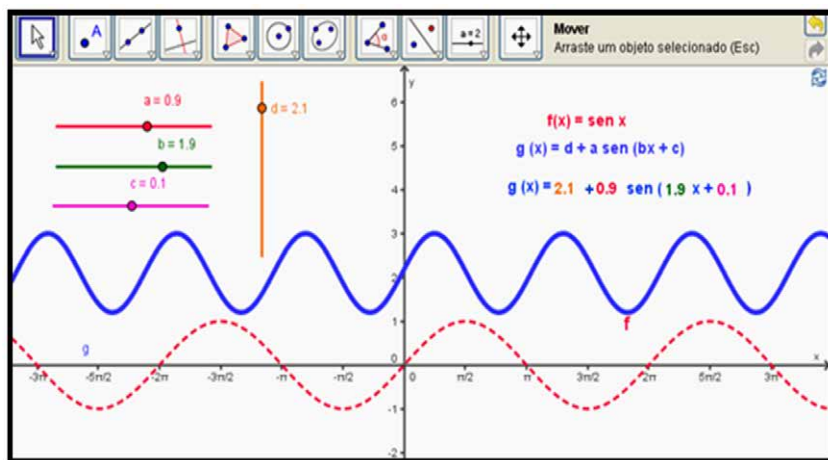 Mover
Arraste um objeto selecionado (Esc)
A
α
a=2
a = 0.9
b = 1.9
c = 0.1
d = 2.1
f(x) = sen x
g (x) = d + a sen (bx + c)
g (x) = 2.1 + 0.9 sen ( 1.9 x + 0.1 )
y
6
5
4
3
2
1
0
-1
-2
g
f
x
-3π -5π/2 -2π -3π/2 -π -π/2 0 π/2 π 3π/2 2π 5π/2 3π